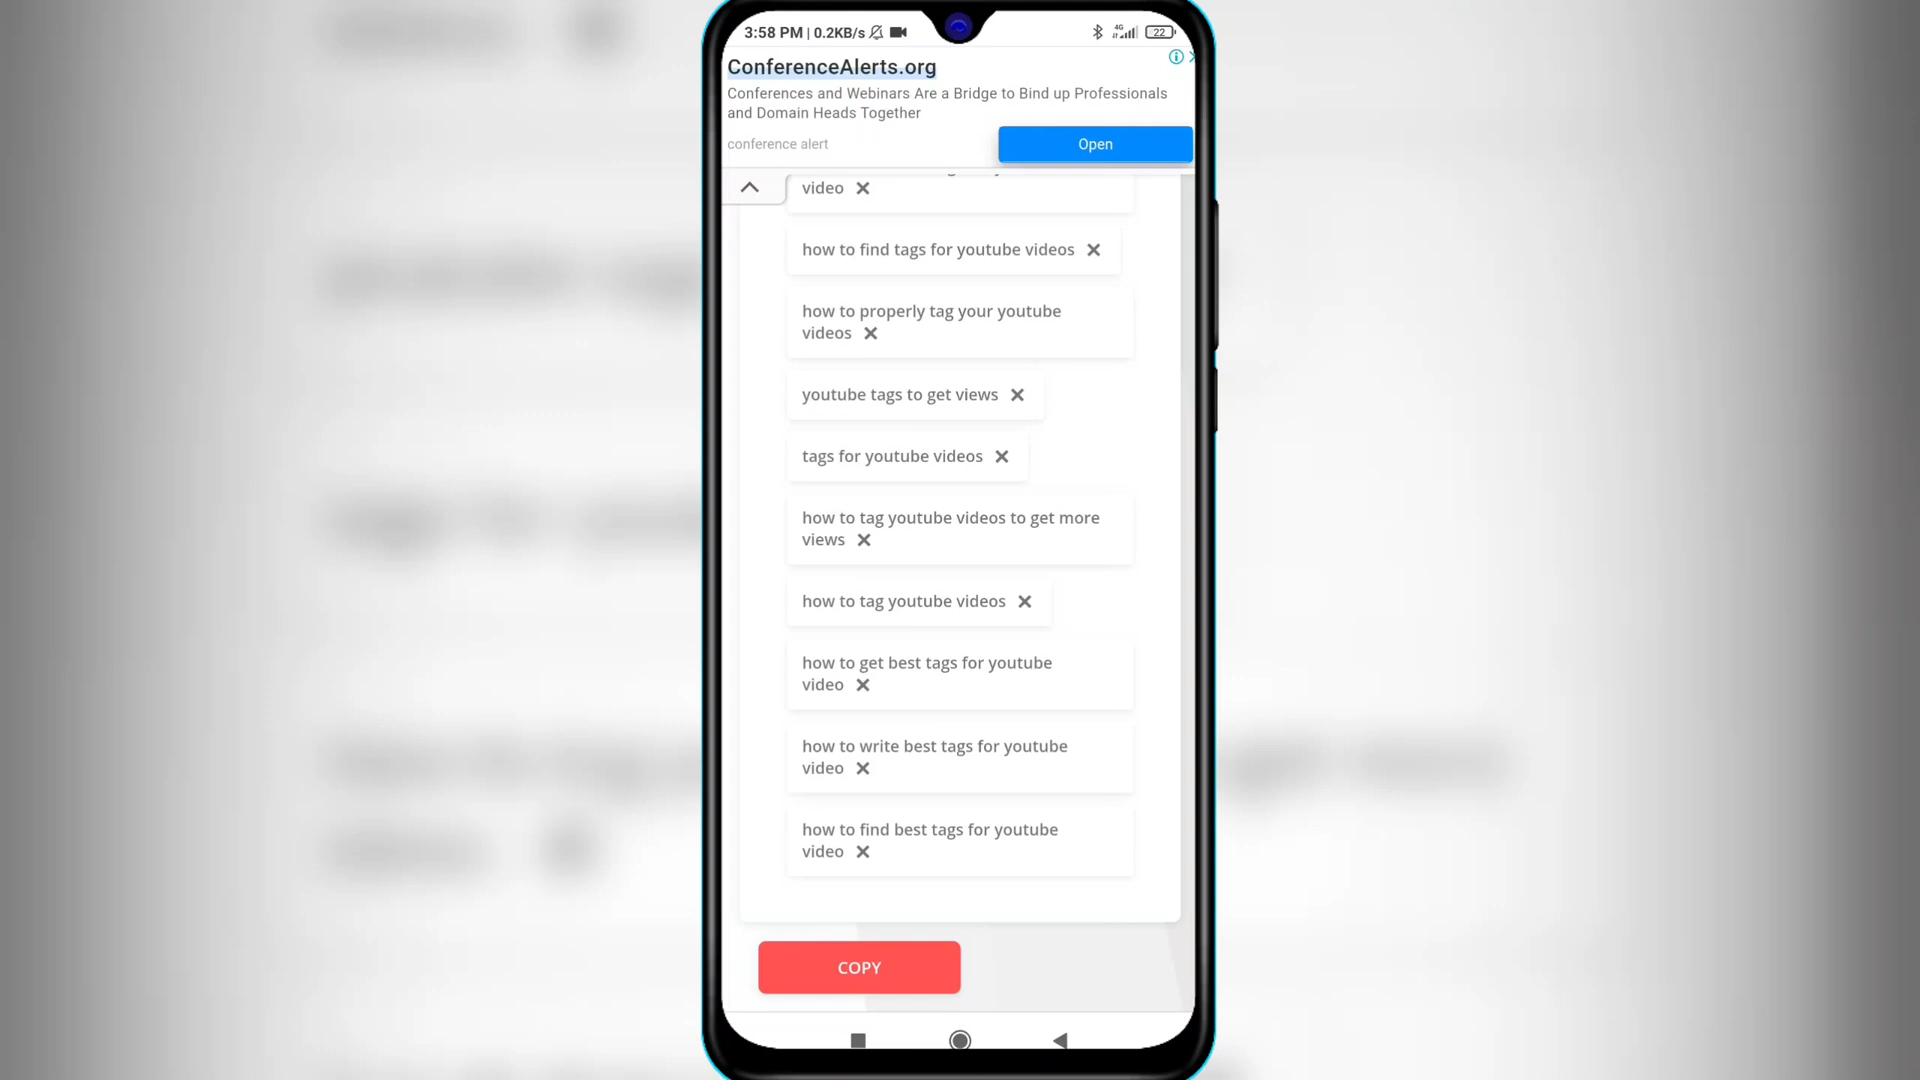 3:58 PM | 0.2KB/s 4G 22
ConferenceAlerts.org
Conferences and Webinars Are a Bridge to Bind up Professionals
and Domain Heads Together
conference alert
Open
video
how to find tags for youtube videos
how to properly tag your youtube
videos
youtube tags to get views
tags for youtube videos
how to tag youtube videos to get more
views
how to tag youtube videos
how to get best tags for youtube
video
how to write best tags for youtube
video
how to find best tags for youtube
video
COPY